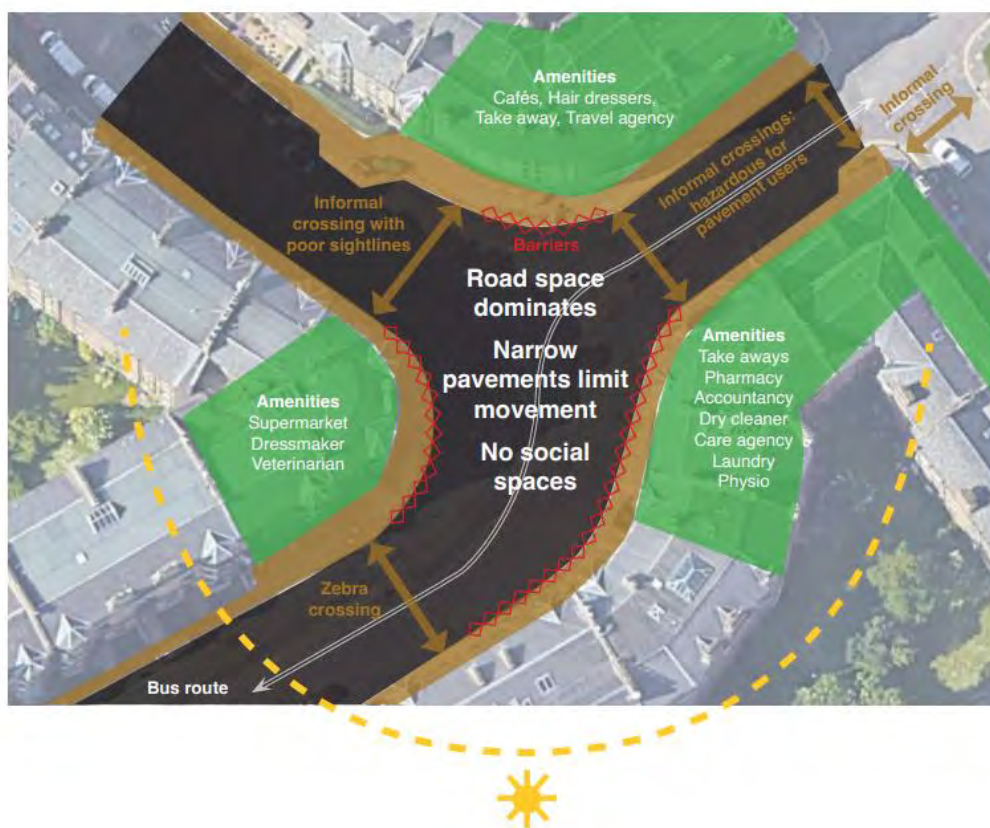 Amenities
Cafés, Hair dressers,
Take away, Travel agency
Informal
crossing
Informal crossings:
hazardous for
pavement users
Informal
crossing with
poor sightlines
Barriers
Road space
dominates
Narrow
pavements limit
movement
No social
spaces
Amenities
Supermarket
Dressmaker
Veterinarian
Amenities
Take aways
Pharmacy
Accountancy
Dry cleaner
Care agency
Laundry
Physio
Zebra
crossing
Bus route